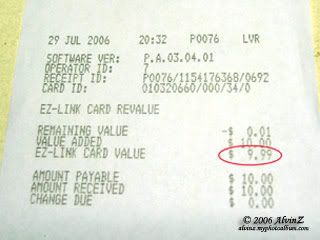 29 JUL 2006 20:32 P0076 LVR
SOFTWARE VER: P.A.03.04.01
OPERATOR ID: 7
RECEIPT ID: P0076/1154176368/0692
CARD ID: 010320660/000/34/0
EZ-LINK CARD REVALUE
REMAINING VALUE -$ 0.01
VALUE ADDED $ 10.00
EZ-LINK CARD VALUE $ 9.99
AMOUNT PAYABLE $ 10.00
AMOUNT RECEIVED $ 10.00
CHANGE DUE $ 0.00
© 2006 AlvinZ
alvinz.myphotoalbum.com